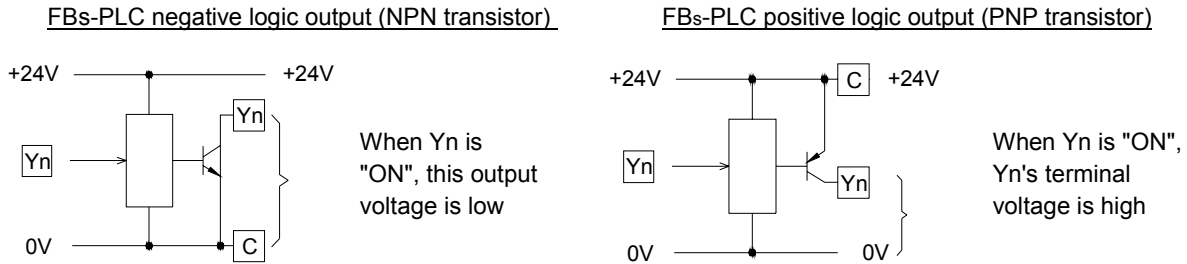 FBs-PLC negative logic output (NPN transistor)
+24V
+24V
Yn
Yn
When Yn is
"ON", this output
voltage is low
0V
C
FBs-PLC positive logic output (PNP transistor)
+24V
C
+24V
Yn
Yn
When Yn is "ON",
Yn's terminal
voltage is high
0V
0V